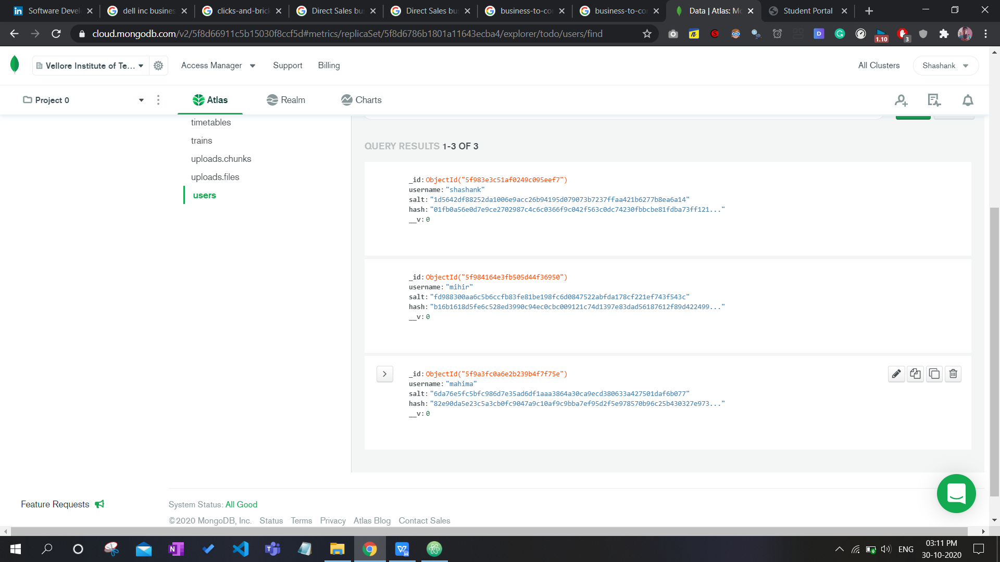 Software Devel
dell inc busines
clicks-and-brick
Direct Sales bu
Direct Sales bu
business-to-co
business-to-co
Data | Atlas: Mo
Student Portal
cloud.mongodb.com/v2/5f8d66911c5b15030f8ccf5d#metrics/replicaSet/5f8d6786b1801a11643ecba4/explorer/todo/users/find
1.10
3
Vellore Institute of Te...
Access Manager
Support
Billing
All Clusters
Shashank
Project 0
Atlas
Realm
Charts
timetables
trains
uploads.chunks
uploads.files
users
QUERY RESULTS 1-3 OF 3
_id: ObjectId("5f983e3c51af0249c095eef7")
username: "shashank"
salt: "1d5642df88252da1006e9acc26b94195d079073b7237ffaa421b6277b8ea6a14"
hash: "01fb0a56e0d7e9ce2702987c4c6c0366f9c042f563c0dc74230fbbcbe81fdba73ff121..."
__v: 0
_id: ObjectId("5f984164e3fb505d44f36950")
username: "mihir"
salt: "fd988300aa6c5b6ccfb83fe81be198fc6d0847522abfda178cf221ef743f543c"
hash: "b16b1618d5fe6c528ed3990c94ec0cbc009121c74d1397e83dad56187612f89d422499..."
__v: 0
_id: ObjectId("5f9a3fc0a6e2b239b4f7f75e")
username: "mahima"
salt: "6da76e5fc5bfc986d7e35ad6df1aaa3864a30ca9ecd380633a427501daf6b077"
hash: "82e90da5e23c5a3cb0fc9047a9c10af9c9bba7ef95d2f5e978570b96c25b430327e973..."
__v: 0
Feature Requests
System Status: All Good
©2020 MongoDB, Inc. Status Terms Privacy Atlas Blog Contact Sales
ENG
03:11 PM
30-10-2020